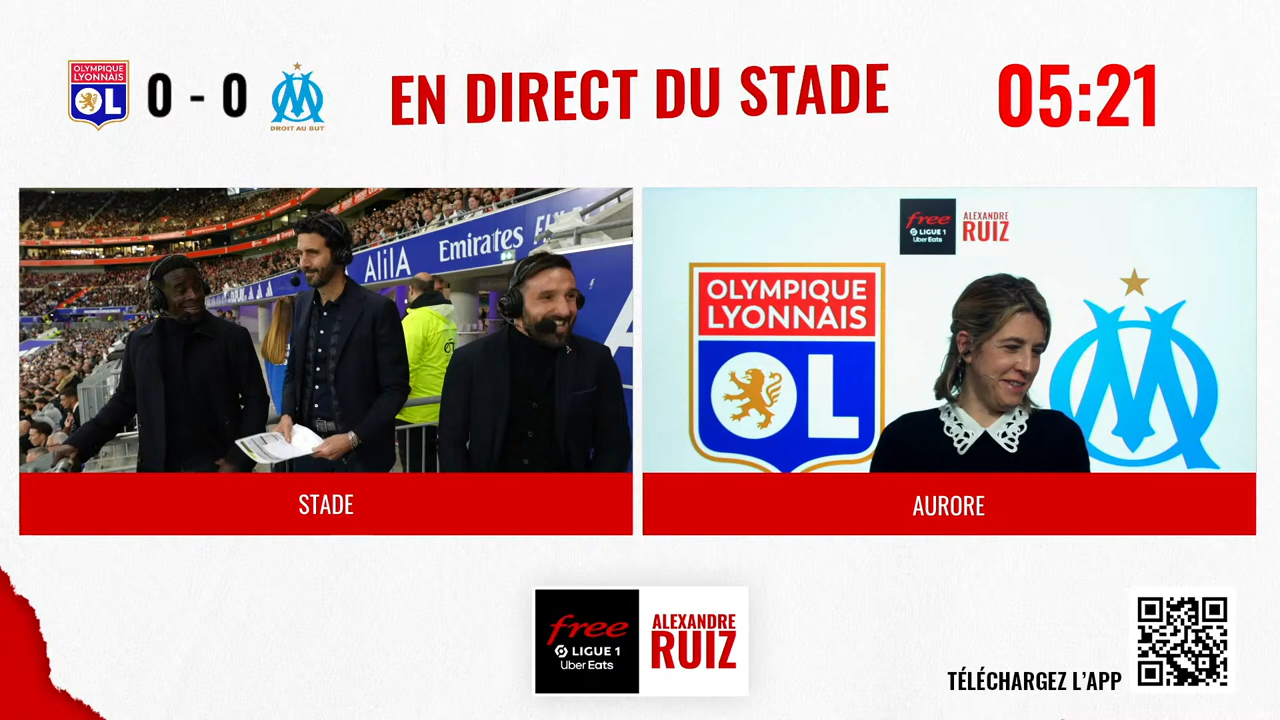 OLYMPIQUE
LYONNAIS
OL
0 - 0
DROIT AU BUT
EN DIRECT DU STADE
05:21
AlilA
Emirates
free
LIGUE 1
Uber Eats
ALEXANDRE
RUIZ
OLYMPIQUE
LYONNAIS
OL
STADE
AURORE
free
LIGUE 1
Uber Eats
ALEXANDRE
RUIZ
TÉLÉCHARGEZ L'APP